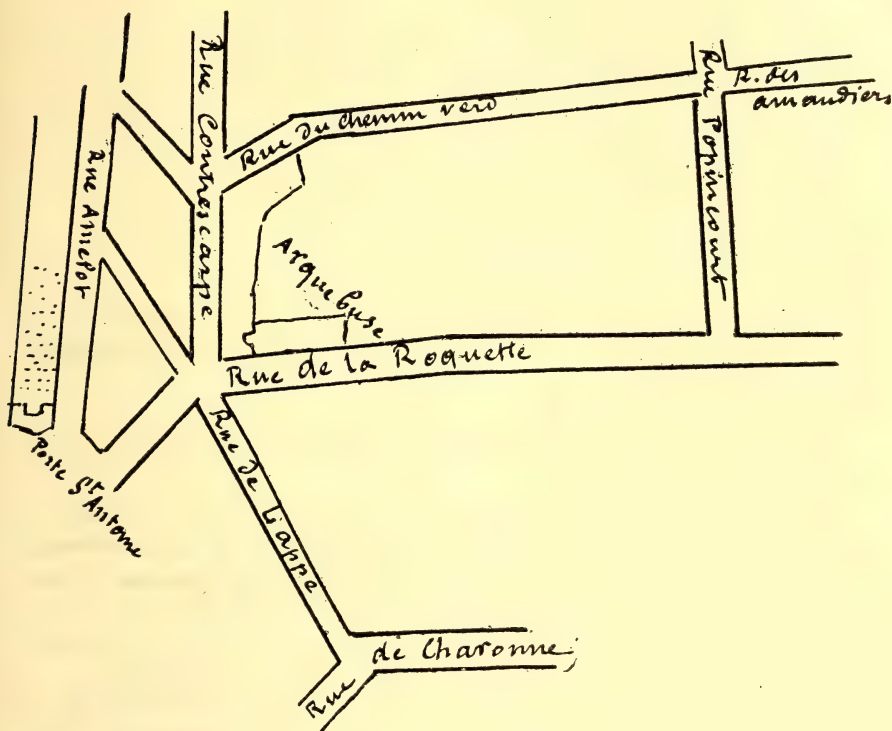 Rue Contrescarpe
Rue Popincourt
R. des
amandiers
Rue du chemin verd
Rue Amelot
Arquebuse
Rue de la Roquette
Porte
St
Antoine
Rue de Lappe
Rue
de Charonne